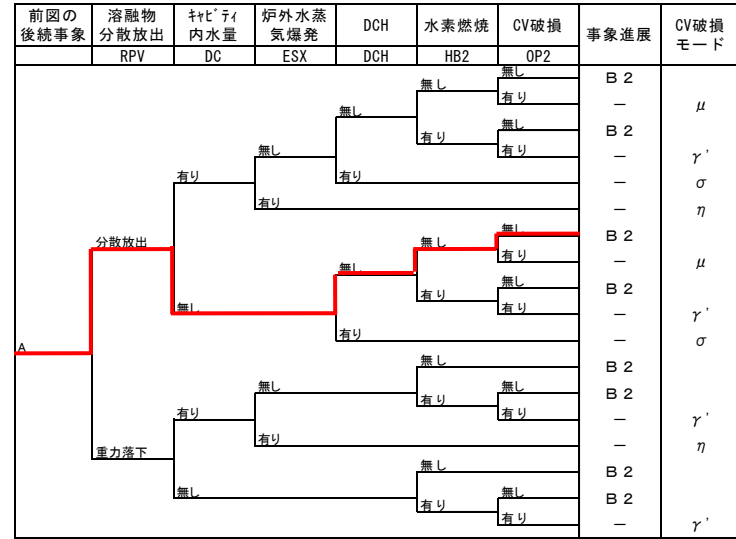 前図の
後続事象
溶融物
分散放出
ｷｬﾋﾞﾃｨ
内水量
炉外水蒸
気爆発
DCH
水素燃焼
CV破損
事象進展
CV破損
モード
RPV
DC
ESX
DCH
HB2
OP2
無し
Ｂ２
無し
有り
－
μ
無し
無し
Ｂ２
有り
無し
有り
－
γ'
有り
有り
－
σ
有り
－
η
分散放出
無し
Ｂ２
無し
有り
－
μ
無し
無し
Ｂ２
有り
無し
有り
－
γ'
有り
－
σ
A
無し
Ｂ２
無し
無し
Ｂ２
有り
有り
有り
－
γ'
有り
－
η
重力落下
無し
Ｂ２
無し
無し
Ｂ２
有り
有り
－
γ'